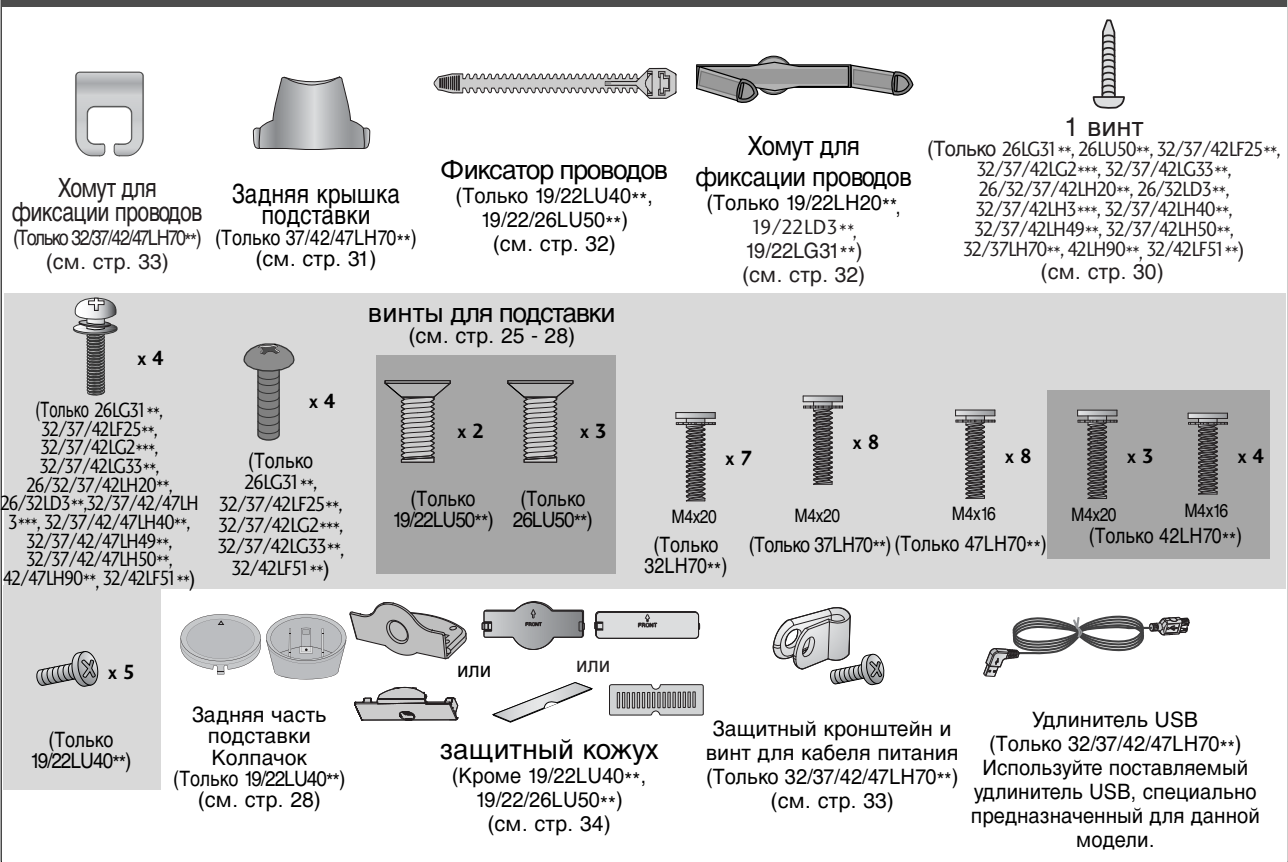 Хомут для
фиксации проводов
(Только 32/37/42/47LH70**)
(см. стр. 33)
Задняя крышка
подставки
(Только 37/42/47LH70**)
(см. стр. 31)
Фиксатор проводов
(Только 19/22LU40**,
19/22/26LU50**)
(см. стр. 32)
Хомут для
фиксации проводов
(Только 19/22LH20**,
19/22LD3**,
19/22LG31**)
(см. стр. 32)
1 винт
(Только 26LG31**, 26LU50**, 32/37/42LF25**,
32/37/42LG2***, 32/37/42LG33**,
26/32/37/42LH20**, 26/32LD3**,
32/37/42LH3***, 32/37/42LH40**,
32/37/42LH49**, 32/37/42LH50**,
32/37LH70**, 42LH90**, 32/42LF51**)
(см. стр. 30)
винты для подставки
(см. стр. 25 - 28)
x 4
(Только 26LG31**,
32/37/42LF25**,
32/37/42LG2***,
32/37/42LG33**,
26/32/37/42LH20**,
26/32LD3**,32/37/42/47LH
3***, 32/37/42/47LH40**,
32/37/42/47LH49**,
32/37/42/47LH50**,
42/47LH90**, 32/42LF51**)
x 4
(Только
26LG31**,
32/37/42LF25**,
32/37/42LG2***,
32/37/42LG33**,
32/42LF51**)
x 2
(Только
19/22LU50**)
x 3
(Только
26LU50**)
x 7
M4x20
(Только
32LH70**)
x 8
M4x20
(Только 37LH70**)
x 8
M4x16
(Только 47LH70**)
x 3
M4x20
x 4
M4x16
(Только 42LH70**)
x 5
(Только
19/22LU40**)
Задняя часть
подставки
Колпачок
(Только 19/22LU40**)
(см. стр. 28)
или
FRONT
FRONT
или
защитный кожух
(Кроме 19/22LU40**,
19/22/26LU50**)
(см. стр. 34)
Защитный кронштейн и
винт для кабеля питания
(Только 32/37/42/47LH70**)
(см. стр. 33)
Удлинитель USB
(Только 32/37/42/47LH70**)
Используйте поставляемый
удлинитель USB, специально
предназначенный для данной
модели.